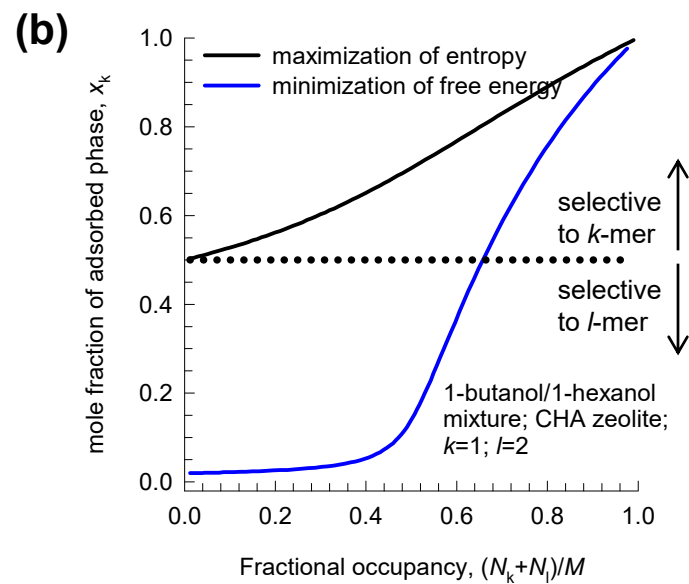 (b)
maximization of entropy
minimization of free energy
mole fraction of adsorbed phase, xk
1.0
0.8
0.6
0.4
0.2
0.0
selective
to k-mer
selective
to l-mer
1-butanol/1-hexanol
mixture; CHA zeolite;
k=1; l=2
0.0 0.2 0.4 0.6 0.8 1.0
Fractional occupancy, (Nk+Nl)/M